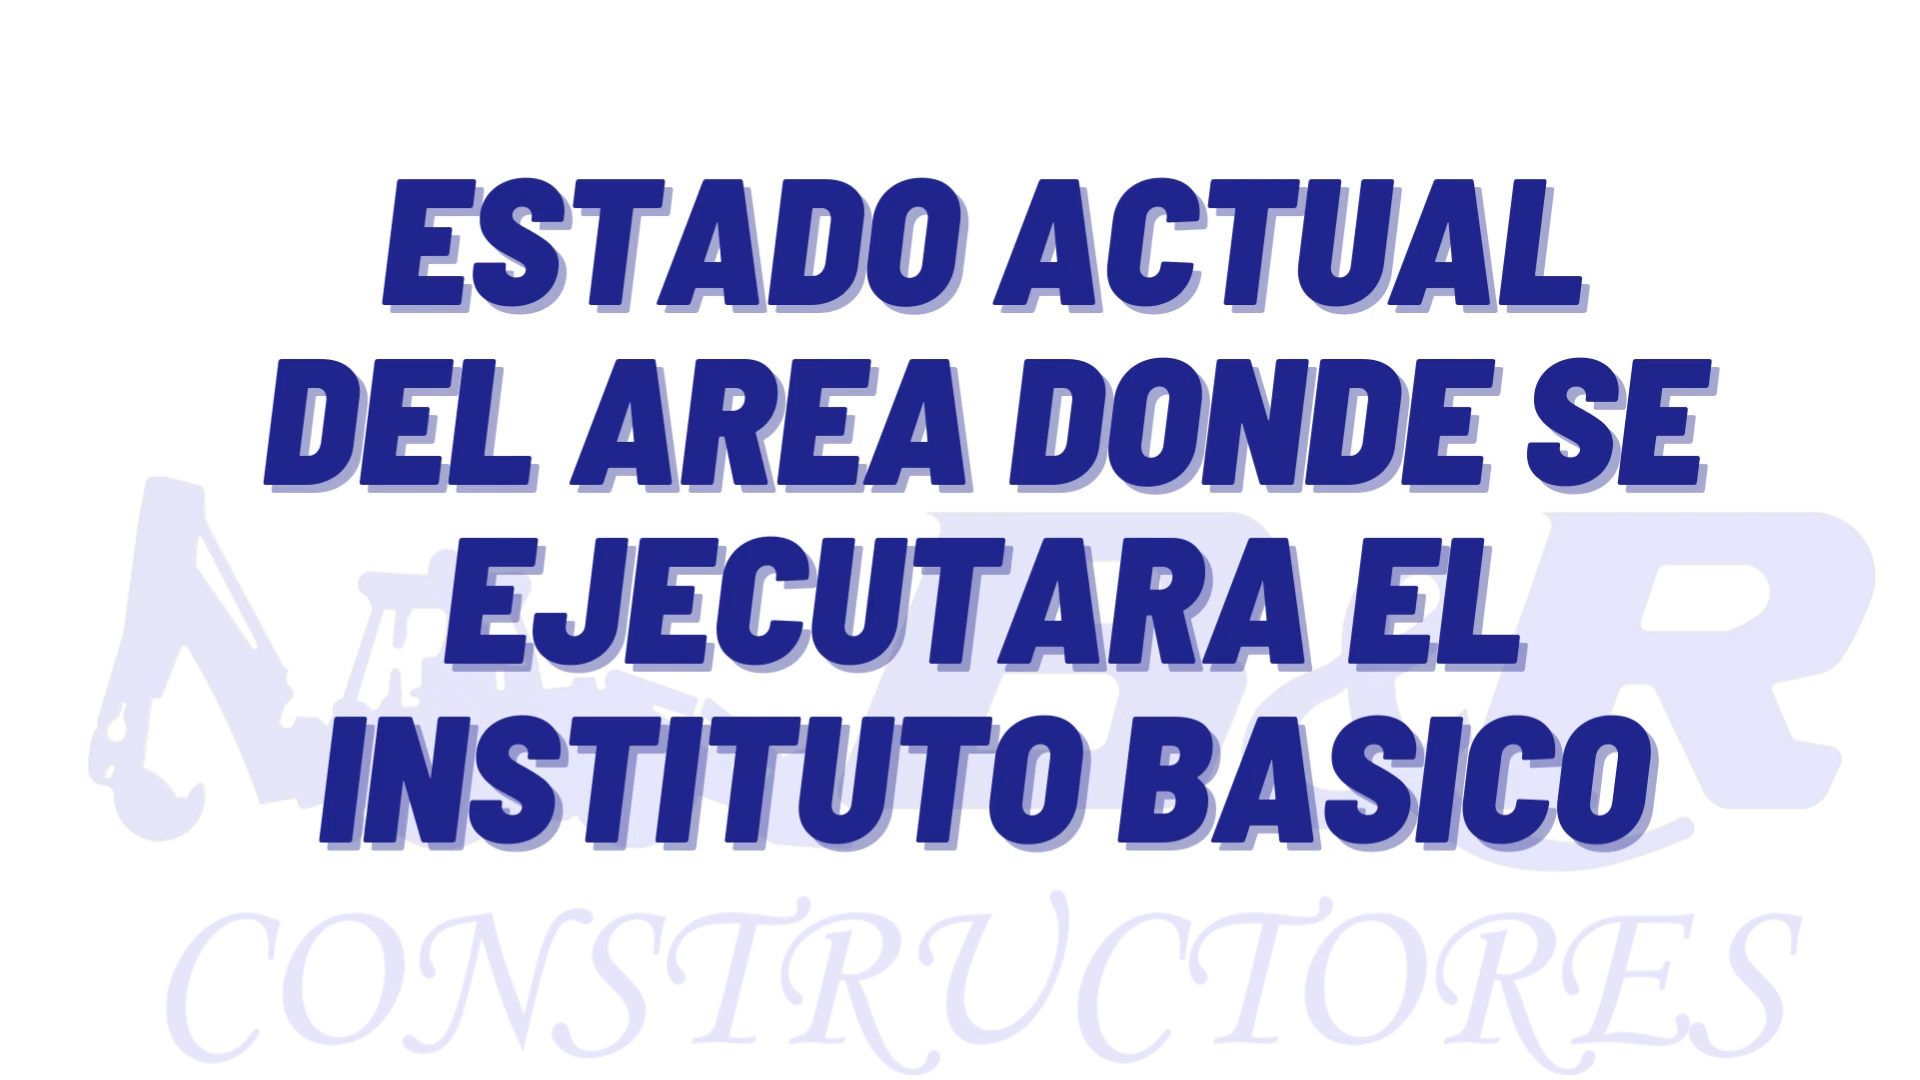 ESTADO ACTUAL
DEL AREA DONDE SE
EJECUTARA EL
INSTITUTO BASICO
B&R
CONSTRUCTORES